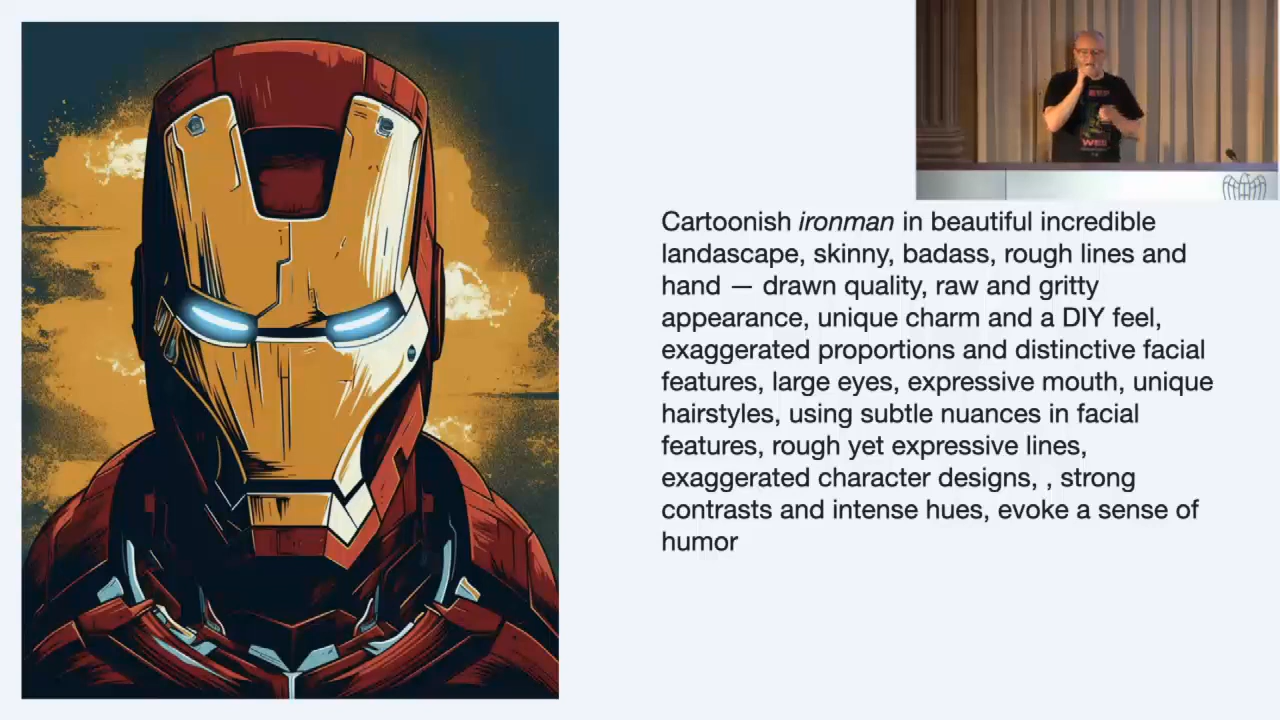 Cartoonish ironman in beautiful incredible
landascape, skinny, badass, rough lines and
hand — drawn quality, raw and gritty
appearance, unique charm and a DIY feel,
exaggerated proportions and distinctive facial
features, large eyes, expressive mouth, unique
hairstyles, using subtle nuances in facial
features, rough yet expressive lines,
exaggerated character designs, , strong
contrasts and intense hues, evoke a sense of
humor